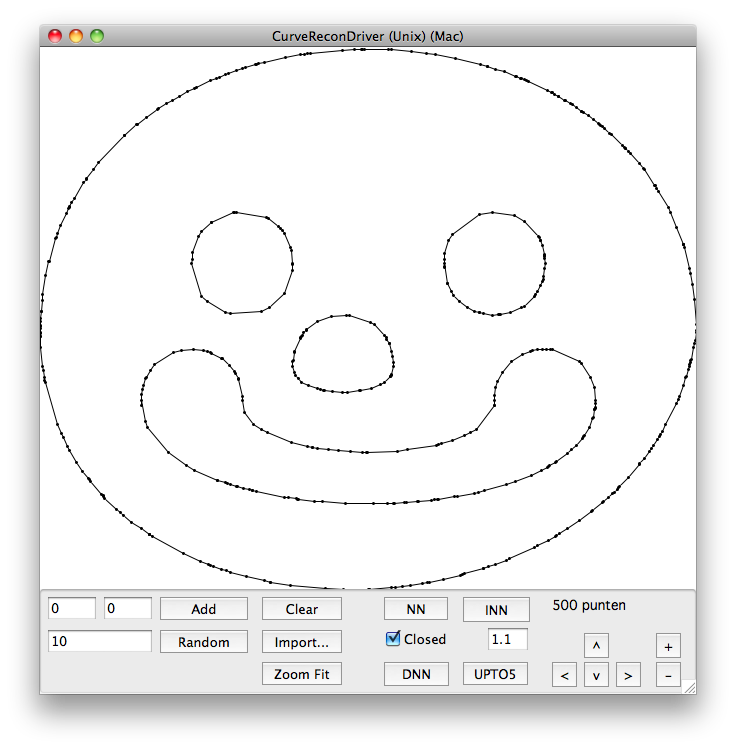 CurveReconDriver (Unix) (Mac)
0 0 Add Clear NN INN 500 punten
10 Random Import... Closed 1.1 ^ +
Zoom Fit DNN UPTO5 < v > -